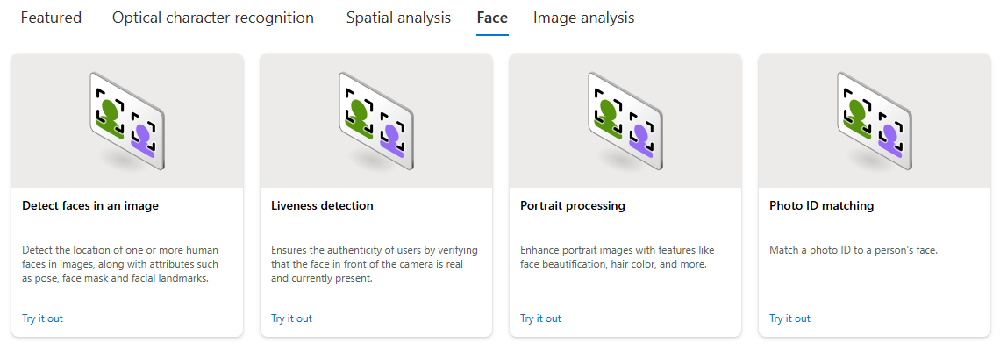 Featured Optical character recognition Spatial analysis Face Image analysis
Detect faces in an image
Detect the location of one or more human
faces in images, along with attributes such
as pose, face mask and facial landmarks.
Try it out
Liveness detection
Ensures the authenticity of users by verifying
that the face in front of the camera is real
and currently present.
Try it out
Portrait processing
Enhance portrait images with features like
face beautification, hair color, and more.
Try it out
Photo ID matching
Match a photo ID to a person's face.
Try it out